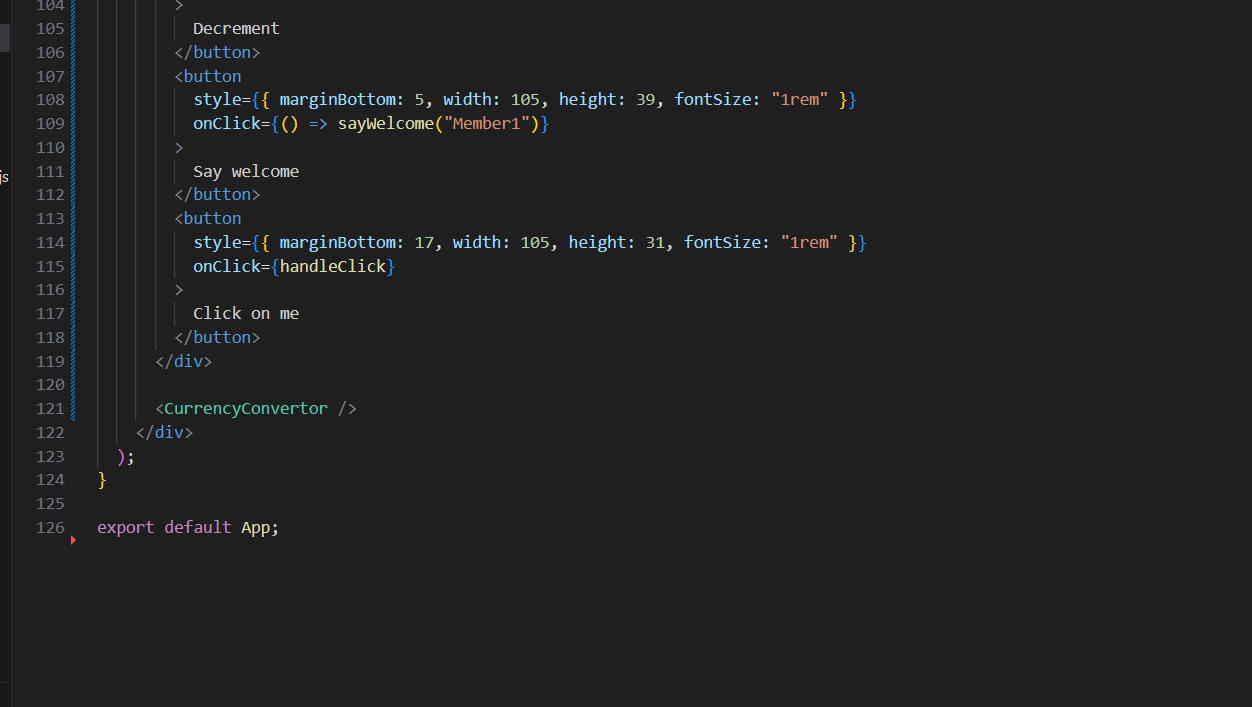 104 >
105 Decrement
106 </button>
107 <button
108 style={{ marginBottom: 5, width: 105, height: 39, fontSize: "1rem" }}
109 onClick={() => sayWelcome("Member1")}
110 >
js
111 Say welcome
112 </button>
113 <button
114 style={{ marginBottom: 17, width: 105, height: 31, fontSize: "1rem" }}
115 onClick={handleClick}
116 >
117 Click on me
118 </button>
119 </div>
120
121 <CurrencyConvertor />
122 </div>
123 );
124 }
125
126 export default App;